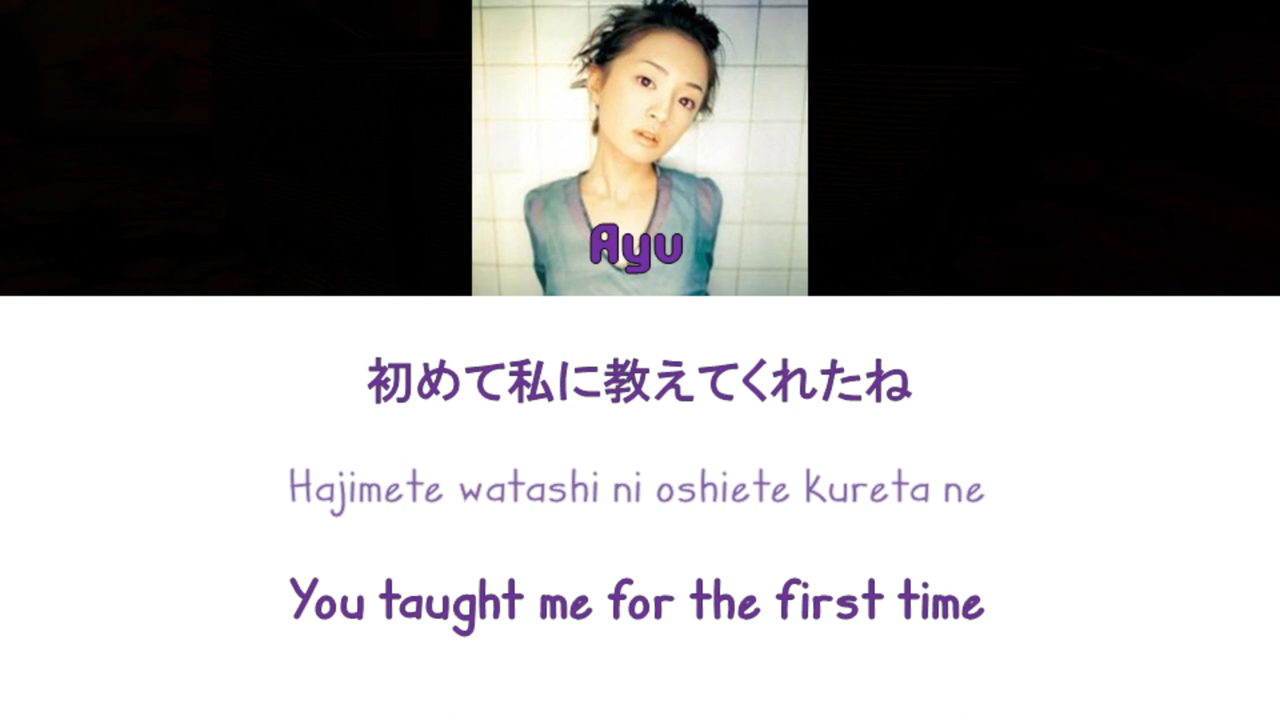 Ayu
初めて私に教えてくれたね
Hajimete watashi ni oshiete kureta ne
You taught me for the first time